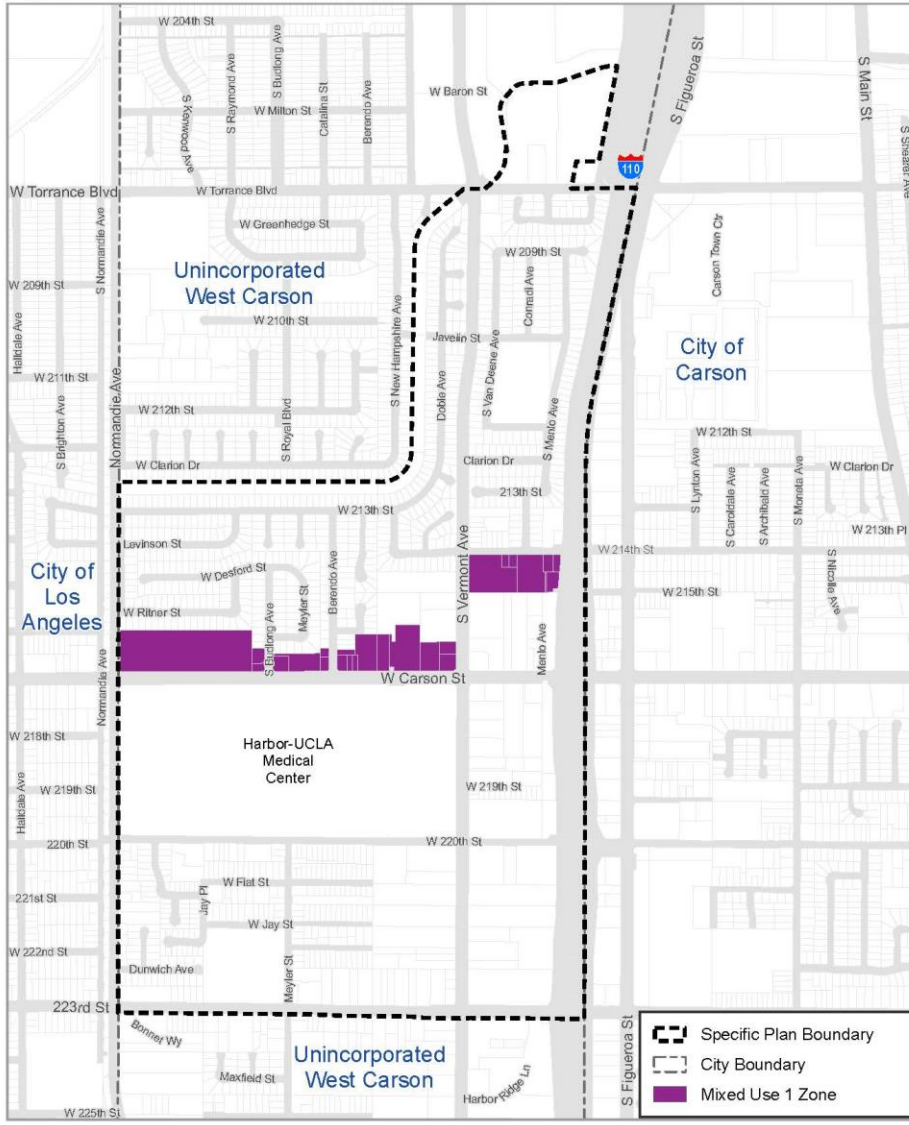 W 204th St
S Kenwood Ave
S Raymond Ave
S Budlong Ave
Catalina St
Berendo Ave
W Milton St
W Baron St
S Figueroa St
S Main St
S Shearer Ave
110
W Torrance Blvd
W Torrance Blvd
W Greenhedge St
W 209th St
Carson Town Ctr
Unincorporated
West Carson
S Normandie Ave
W 209th St
Conradi Ave
Halldale Ave
W 210th St
S New Hampshire Ave
Javelin St
City of
Carson
S Van Deene Ave
Doble Ave
W 211th St
S Brighton Ave
Normandie Ave
W 212th St
S Royal Blvd
S Menlo Ave
W 212th St
W Clarion Dr
Clarion Dr
W Clarion Dr
S Lynton Ave
S Caroldale Ave
S Archibald Ave
S Moneta Ave
213th St
W 213th St
W 213th Pl
Levinson St
W 214th St
City of
Los
Angeles
W Desford St
Meyler St
Berendo Ave
S Vermont Ave
S Nicolle Ave
W 215th St
W Ritner St
S Budlong Ave
Menlo Ave
W Carson St
Normandie Ave
W 218th St
Harbor-UCLA
Medical
Center
W 219th St
W 219th St
Halldale Ave
220th St
W 220th St
W Flat St
221st St
Jay Pl
W Jay St
W 222nd St
Meyler St
Dunwich Ave
223rd St
Bonnet Wy
Unincorporated
West Carson
Maxfield St
Harbor Ridge Ln
S Figueroa St
W 225th St
Specific Plan Boundary
City Boundary
Mixed Use 1 Zone